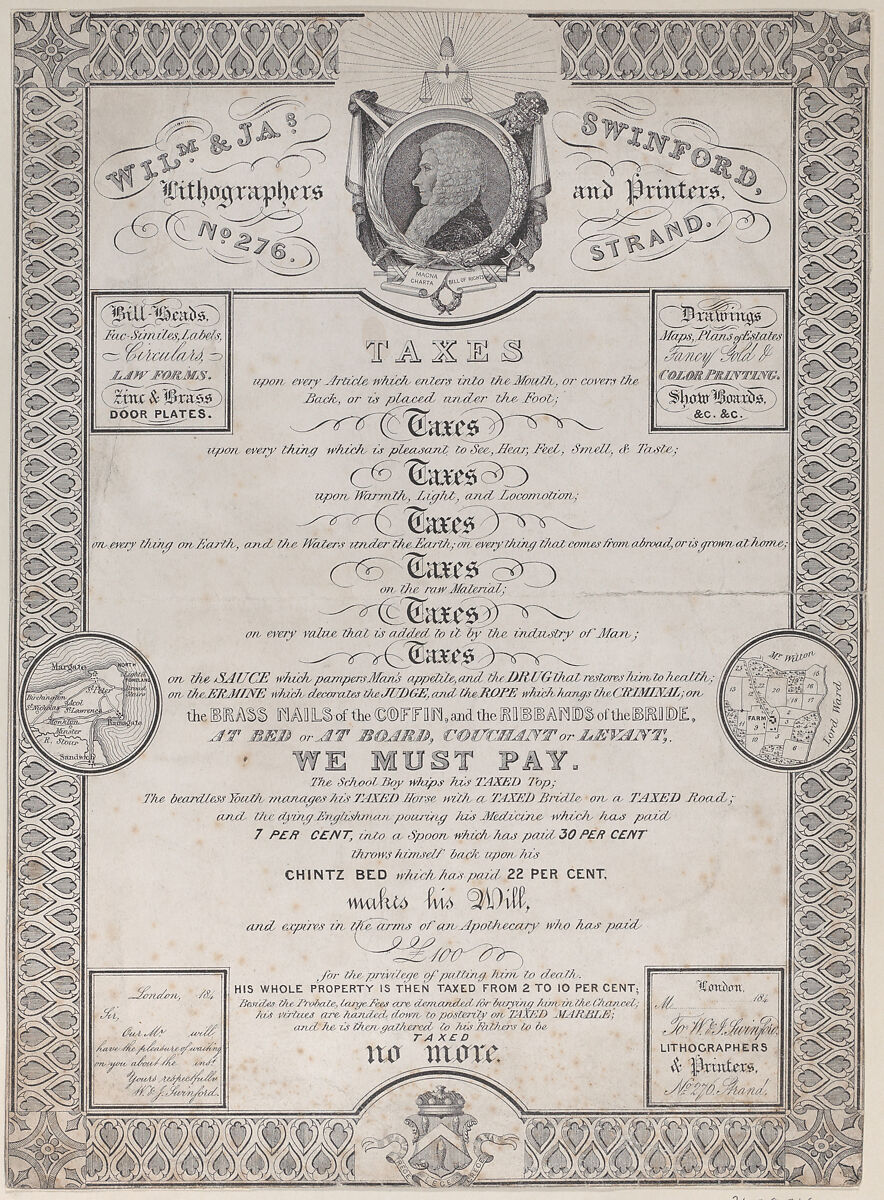 WILM. & JAS. SWINFORD,
Lithographers and Printers,
No. 276. STRAND.
MAGNA CHARTA
BILL OF RIGHTS
Bill-Heads,
Fac-Similes, Labels,
Circulars,
LAW FORMS.
Zinc & Brass
DOOR PLATES.
Drawings
Maps, Plans of Estates
Fancy Gold &
COLOR PRINTING.
Show Boards,
&c. &c.
TAXES
upon every Article which enters into the Mouth, or covers the
Back, or is placed under the Foot;
Taxes
upon every thing which is pleasant to See, Hear, Feel, Smell, & Taste;
Taxes
upon Warmth, Light, and Locomotion;
Taxes
on every thing on Earth, and the Waters under the Earth; on every thing that comes from abroad, or is grown at home;
Taxes
on the raw Material;
Taxes
on every value that is added to it by the industry of Man;
Taxes
on the SAUCE which pampers Man's appetite, and the DRUG that restores him to health;
on the ERMINE which decorates the JUDGE, and the ROPE which hangs the CRIMINAL; on
the BRASS NAILS of the COFFIN, and the RIBBANDS of the BRIDE,
AT BED or AT BOARD, COUCHANT or LEVANT,
WE MUST PAY.
The School Boy whips his TAXED Top;
The beardless Youth manages his TAXED Horse with a TAXED Bridle on a TAXED Road;
and the dying Englishman pouring his Medicine which has paid
7 PER CENT, into a Spoon which has paid 30 PER CENT
throws himself back upon his
CHINTZ BED which has paid 22 PER CENT.
makes his Will,
and expires in the arms of an Apothecary who has paid
£100
for the privilege of putting him to death.
HIS WHOLE PROPERTY IS THEN TAXED FROM 2 TO 10 PER CENT;
Besides the Probate, large Fees are demanded for burying him in the Chancel;
his virtues are handed down to posterity on TAXED MARBLE;
and he is then gathered to his Fathers to be
TAXED
no more.
Margate
NORTH
St. Peter
Birchington
St. Nicholas
Acol
St. Lawrence
Monkton
Minster
Ramsgate
R. Stour
Sandwich
Mr. Wilton
FARM
Lord Ward
London, 184
Sir,
Our Mr. will
have the pleasure of waiting
on you about the inst.
Yours respectfully
W. & J. Swinford.
London,
M. 184
To W. & J. Swinford.
LITHOGRAPHERS
& Printers,
No. 276. Strand.